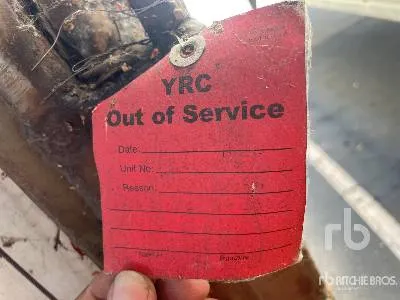 YRC
Out of Service
Date:
Unit No:
Reason:
rb
RITCHIE BROS.